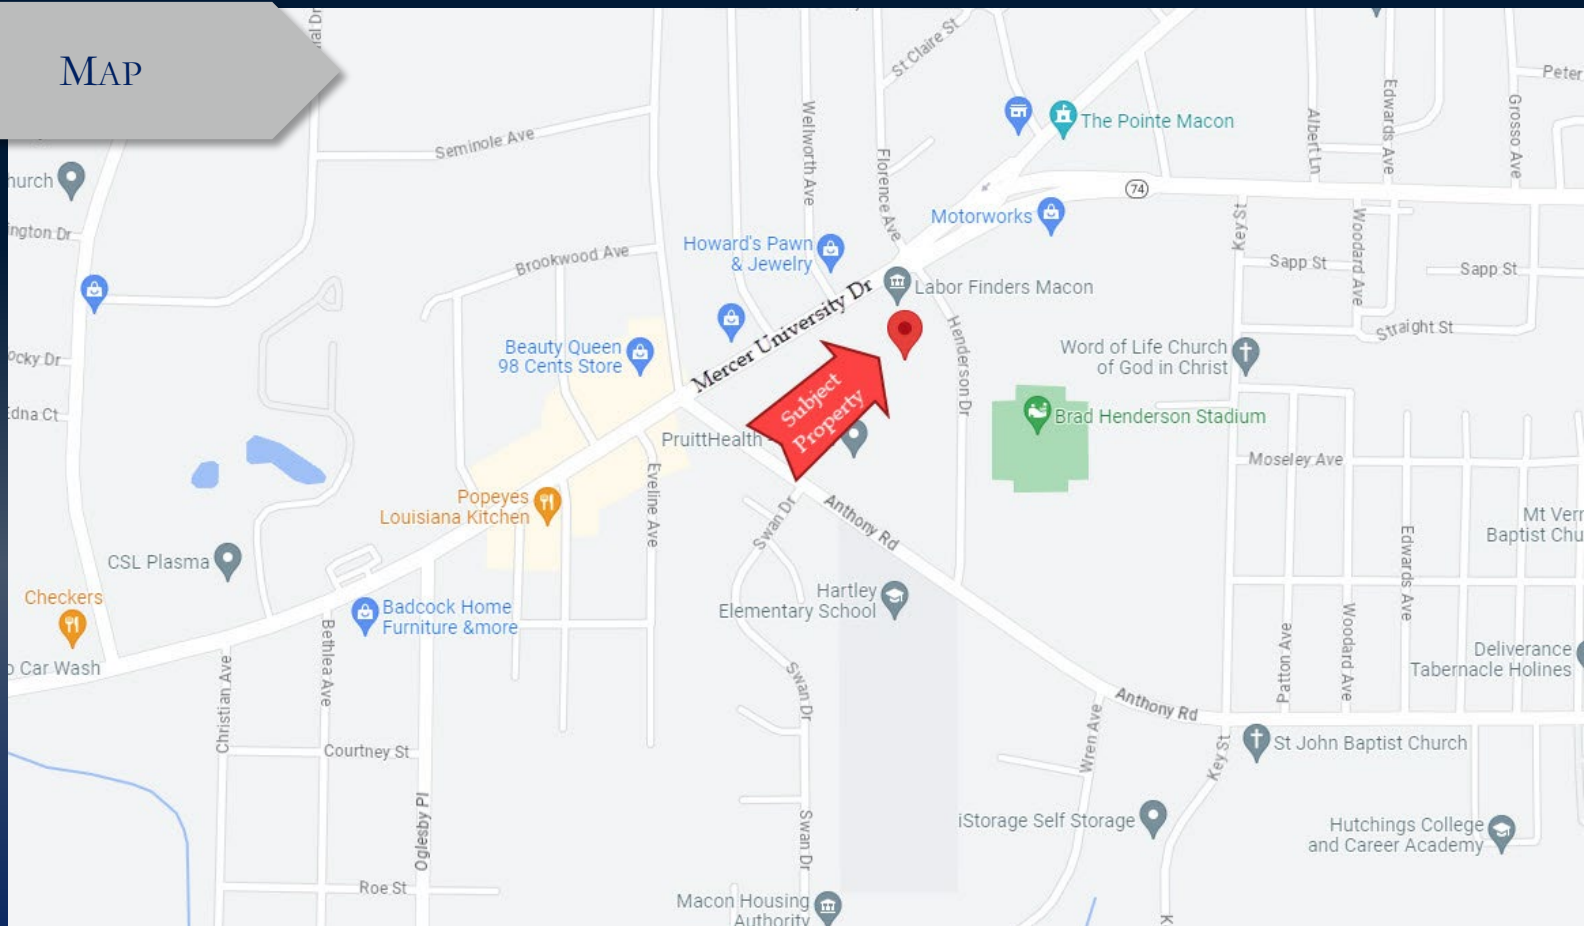 MAP
St Claire St
Peter
The Pointe Macon
Seminole Ave
Wellworth Ave
Florence Ave
Albert Ln
Edwards Ave
Grosso Ave
hurch
74
ington Dr
Motorworks
Key St
Woodard Ave
Howard's Pawn
& Jewelry
Brookwood Ave
Sapp St
Sapp St
Labor Finders Macon
Mercer University Dr
Henderson Dr
Straight St
Beauty Queen
98 Cents Store
ocky Dr
Word of Life Church
of God in Christ
Subject
Property
Edna Ct
Brad Henderson Stadium
PruittHealth
Moseley Ave
Eveline Ave
Popeyes
Louisiana Kitchen
Swan Dr
Anthony Rd
Mt Verr
Baptist Chu
CSL Plasma
Edwards Ave
Checkers
Hartley
Elementary School
Badcock Home
Furniture &more
Bethlea Ave
Christian Ave
Patton Ave
Woodard Ave
Deliverance
Tabernacle Holines
o Car Wash
Swan Dr
Anthony Rd
Wren Ave
Key St
St John Baptist Church
Courtney St
Oglesby Pl
iStorage Self Storage
Swan Dr
Hutchings College
and Career Academy
Roe St
Macon Housing
Authority
K